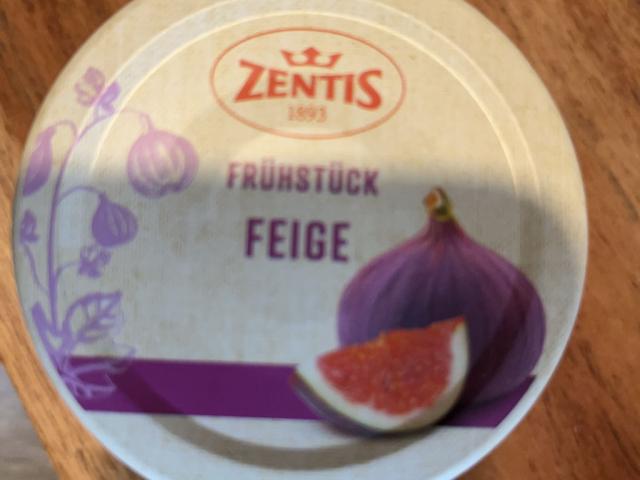 ZENTIS
1893
FRÜHSTÜCK
FEIGE